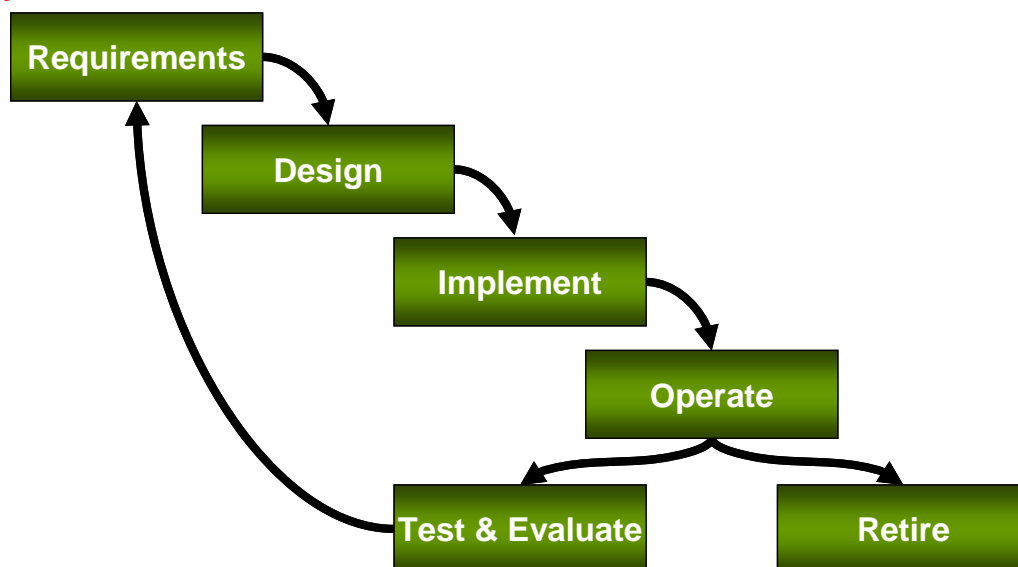 Requirements
Design
Implement
Operate
Test & Evaluate
Retire